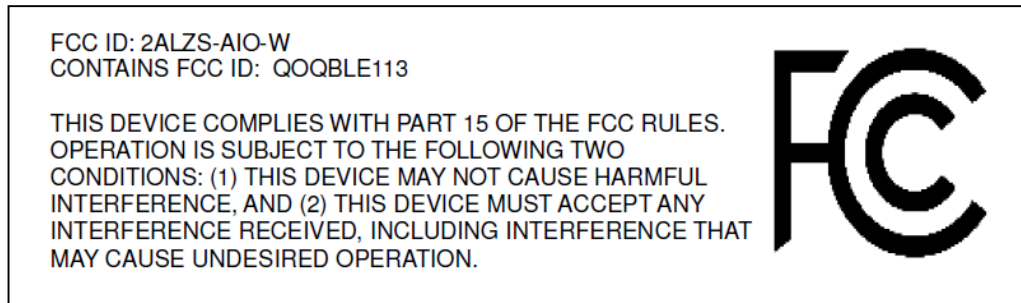 FCC ID: 2ALZS-AIO-W
CONTAINS FCC ID:  QOQBLE113
THIS DEVICE COMPLIES WITH PART 15 OF THE FCC RULES.
OPERATION IS SUBJECT TO THE FOLLOWING TWO
CONDITIONS: (1) THIS DEVICE MAY NOT CAUSE HARMFUL
INTERFERENCE, AND (2) THIS DEVICE MUST ACCEPT ANY
INTERFERENCE RECEIVED, INCLUDING INTERFERENCE THAT
MAY CAUSE UNDESIRED OPERATION.
FCC